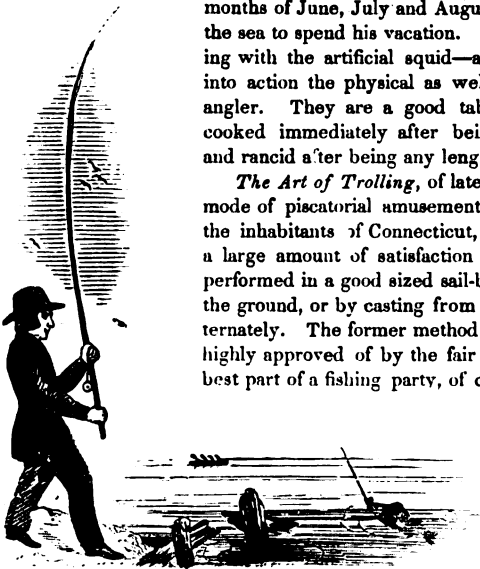 months of June, July and Augu
the sea to spend his vacation.
ing with the artificial squid—a
into action the physical as we
angler. They are a good tab
cooked immediately after bei
and rancid after being any leng
The Art of Trolling, of late
mode of piscatorial amusement
the inhabitants of Connecticut,
a large amount of satisfaction
performed in a good sized sail-b
the ground, or by casting from
ternately. The former method
highly approved of by the fair
best part of a fishing party, of c